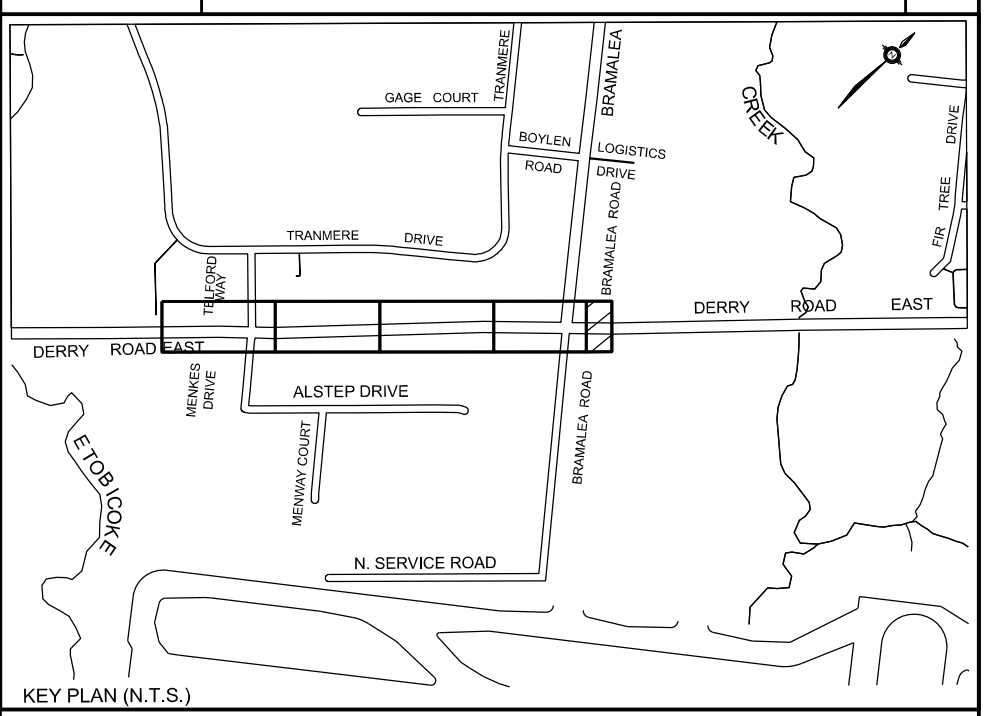 TRANMERE
BRAMALEA
GAGE COURT
CREEK
N
BOYLEN
ROAD
LOGISTICS
DRIVE
FIR TREE DRIVE
BRAMALEA ROAD
TRANMERE DRIVE
TELFORD
WAY
DERRY ROAD EAST
DERRY ROAD EAST
MENKES
DRIVE
ALSTEP DRIVE
BRAMALEA ROAD
MENWAY COURT
ETOBICOKE
N. SERVICE ROAD
KEY PLAN (N.T.S.)